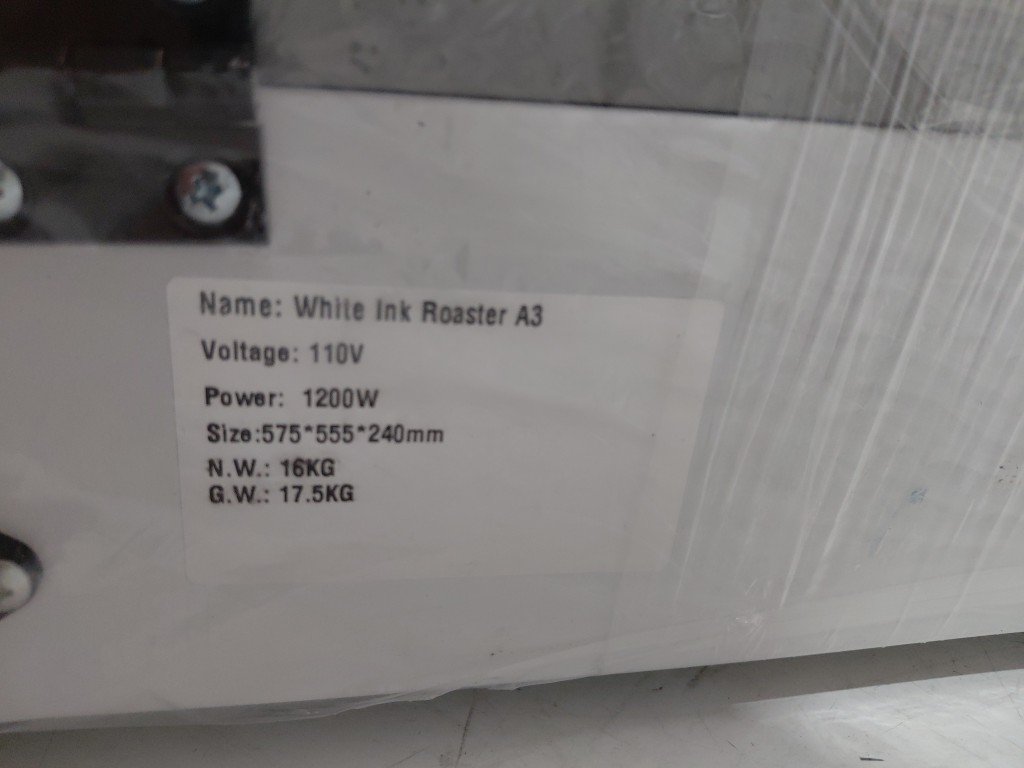 Name: White Ink Roaster A3
Voltage: 110V
Power: 1200W
Size:575*555*240mm
N.W.: 16KG
G.W.: 17.5KG